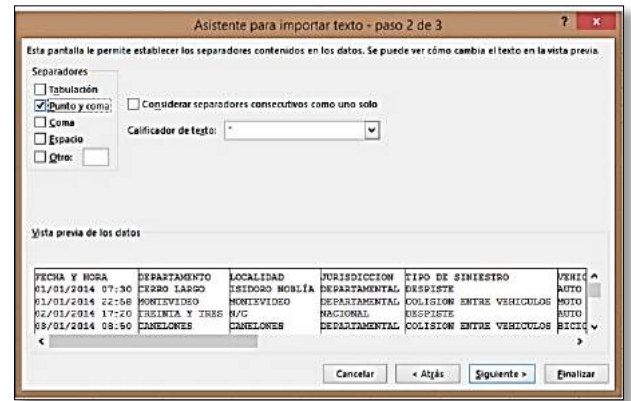 Asistente para importar texto - paso 2 de 3 ? x
Esta pantalla le permite establecer los separadores contenidos en los datos. Se puede ver cómo cambia el texto en la vista previa.
Separadores
Tabulación
Punto y coma
Coma
Espacio
Otro:
Considerar separadores consecutivos como uno solo
Calificador de texto: "
Vista previa de los datos
FECHA Y HORA DEPARTAMENTO LOCALIDAD JURISDICCION TIPO DE SINIESTRO VEHIC
01/01/2014 07:30 CERRO LARGO ISIDORO NOBLÍA DEPARTAMENTAL DESPISTE AUTO
01/01/2014 22:58 MONTEVIDEO MONTEVIDEO DEPARTAMENTAL COLISION ENTRE VEHICULOS MOTO
02/01/2014 17:20 TREINTA Y TRES N/C NACIONAL DESPISTE AUTO
03/01/2014 08:50 CANELONES CANELONES DEPARTAMENTAL COLISION ENTRE VEHICULOS BICIC
Cancelar < Atrás Siguiente > Finalizar